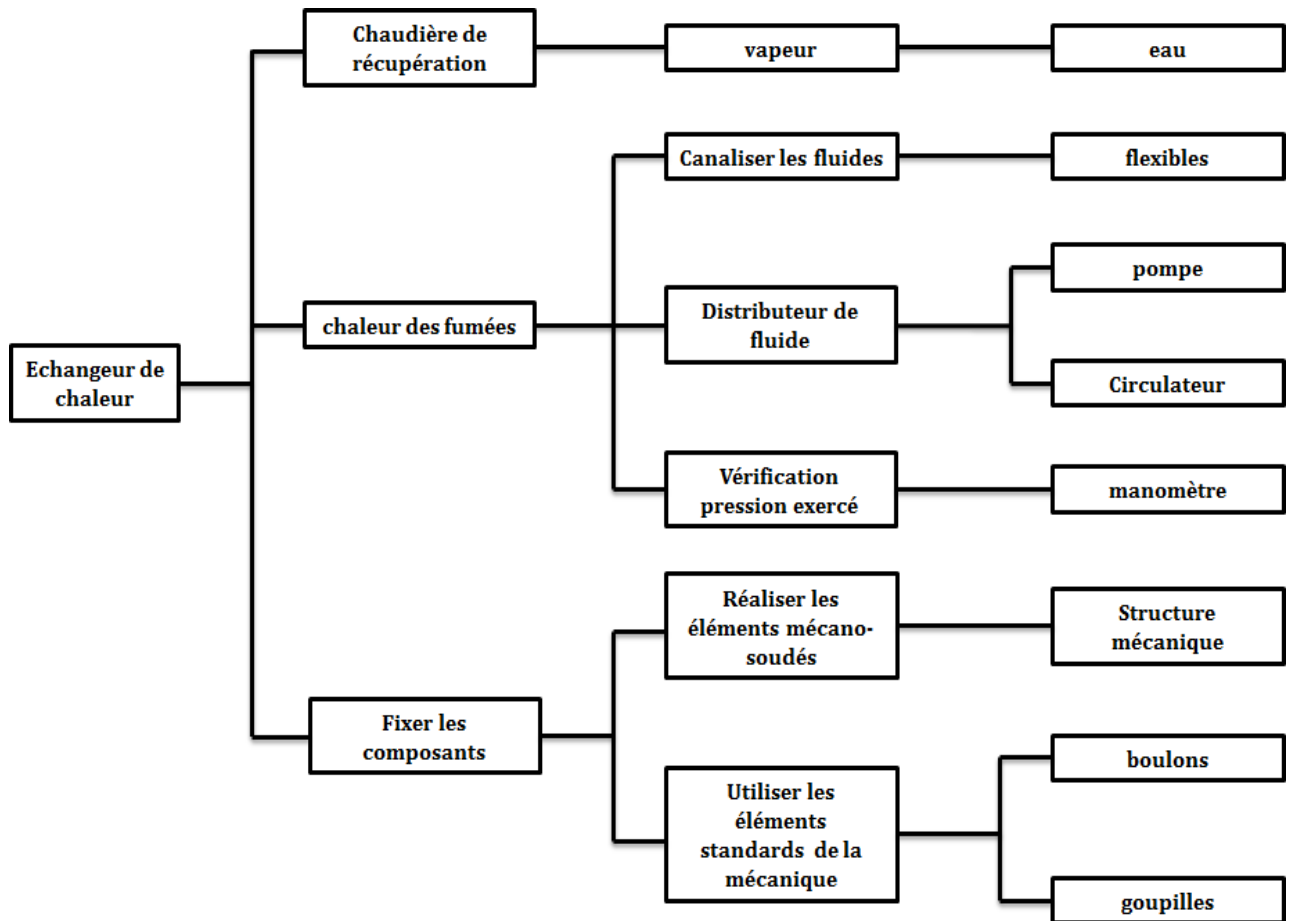 Chaudière de
récupération
vapeur
eau
Canaliser les fluides
flexibles
pompe
chaleur des fumées
Distributeur de
fluide
Echangeur de
chaleur
Circulateur
Vérification
pression exercé
manomètre
Réaliser les
éléments mécano-
soudés
Structure
mécanique
Fixer les
composants
boulons
Utiliser les
éléments
standards de la
mécanique
goupilles